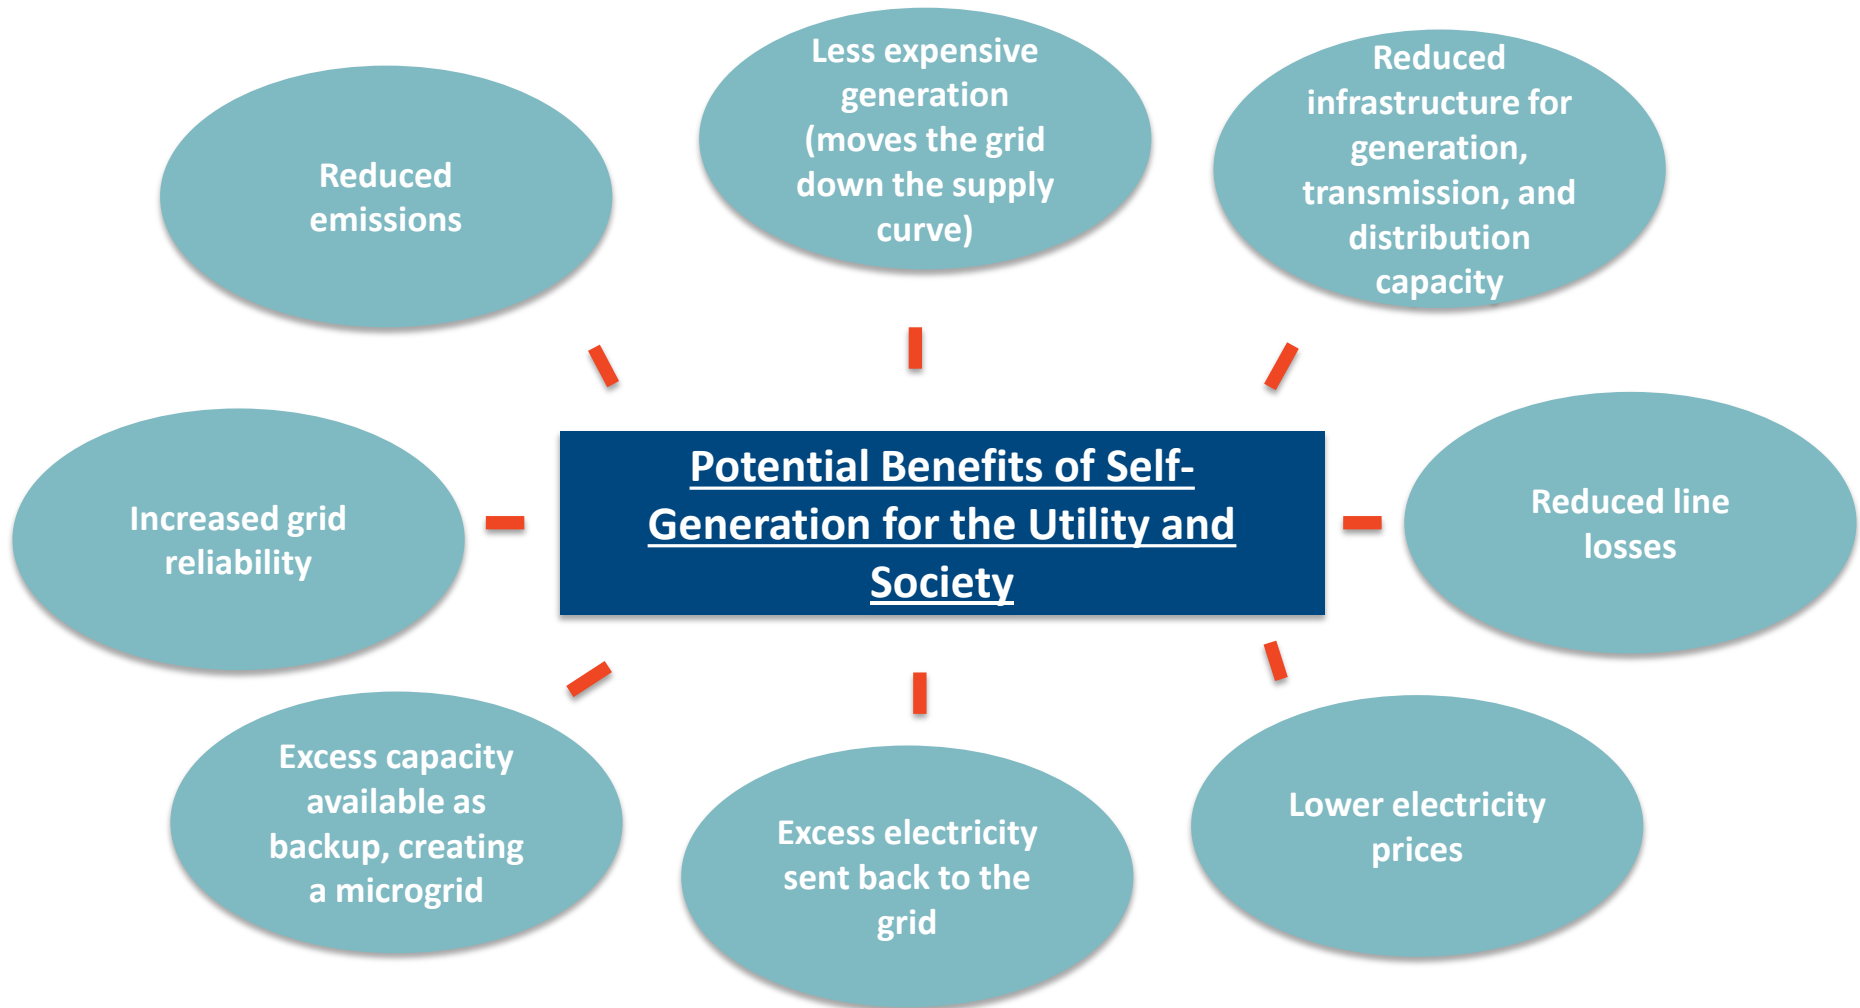 Less expensive
generation
(moves the grid
down the supply
curve)
Reduced
infrastructure for
generation,
transmission, and
distribution
capacity
Reduced
emissions
Potential Benefits of Self-
Generation for the Utility and
Society
Increased grid
reliability
Reduced line
losses
Excess capacity
available as
backup, creating
a microgrid
Excess electricity
sent back to the
grid
Lower electricity
prices